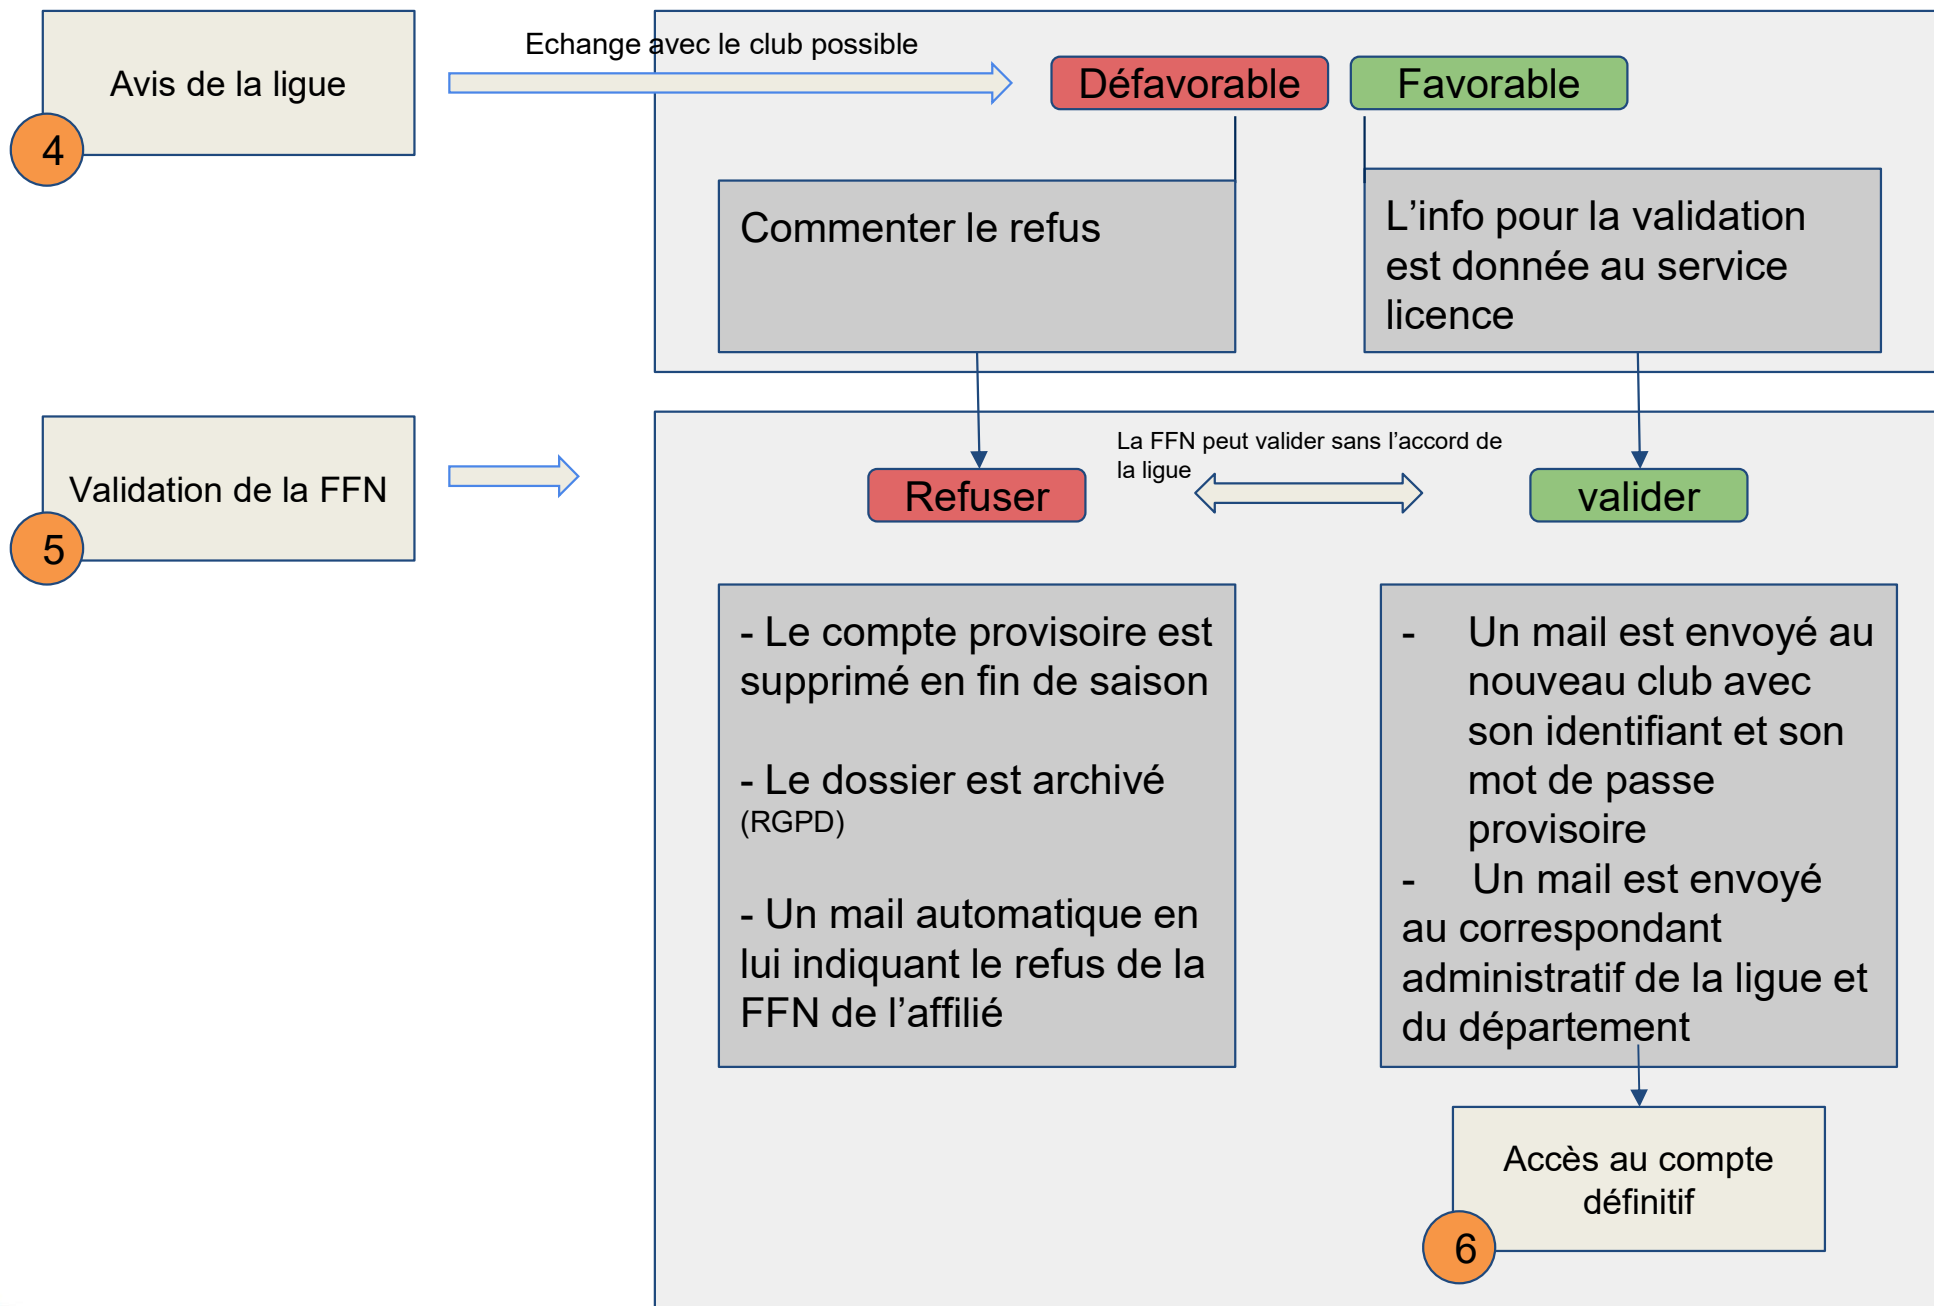 Avis de la ligue
4
Echange avec le club possible
Défavorable
Favorable
Commenter le refus
L’info pour la validation
est donnée au service
licence
Validation de la FFN
5
La FFN peut valider sans l’accord de
la ligue
Refuser
valider
- Le compte provisoire est
supprimé en fin de saison
- Le dossier est archivé
(RGPD)
- Un mail automatique en
lui indiquant le refus de la
FFN de l’affilié
- Un mail est envoyé au
nouveau club avec
son identifiant et son
mot de passe
provisoire
- Un mail est envoyé
au correspondant
administratif de la ligue et
du département
Accès au compte
définitif
6